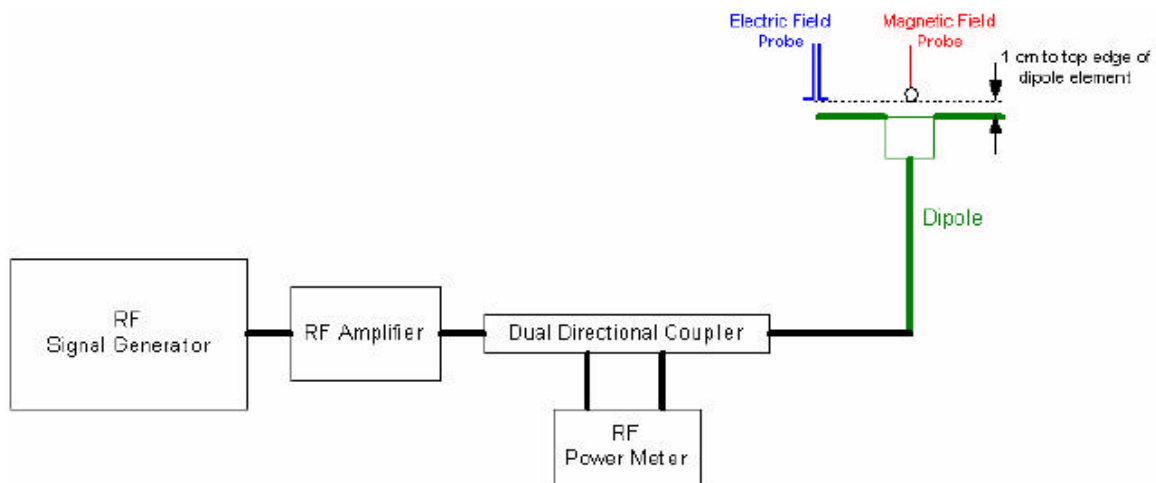 Electric Field
Probe
Magnetic Field
Probe
1 cm to top edge of
dipole element
Dipole
RF
Signal Generator
RF Amplifier
Dual Directional Coupler
RF
Power Meter